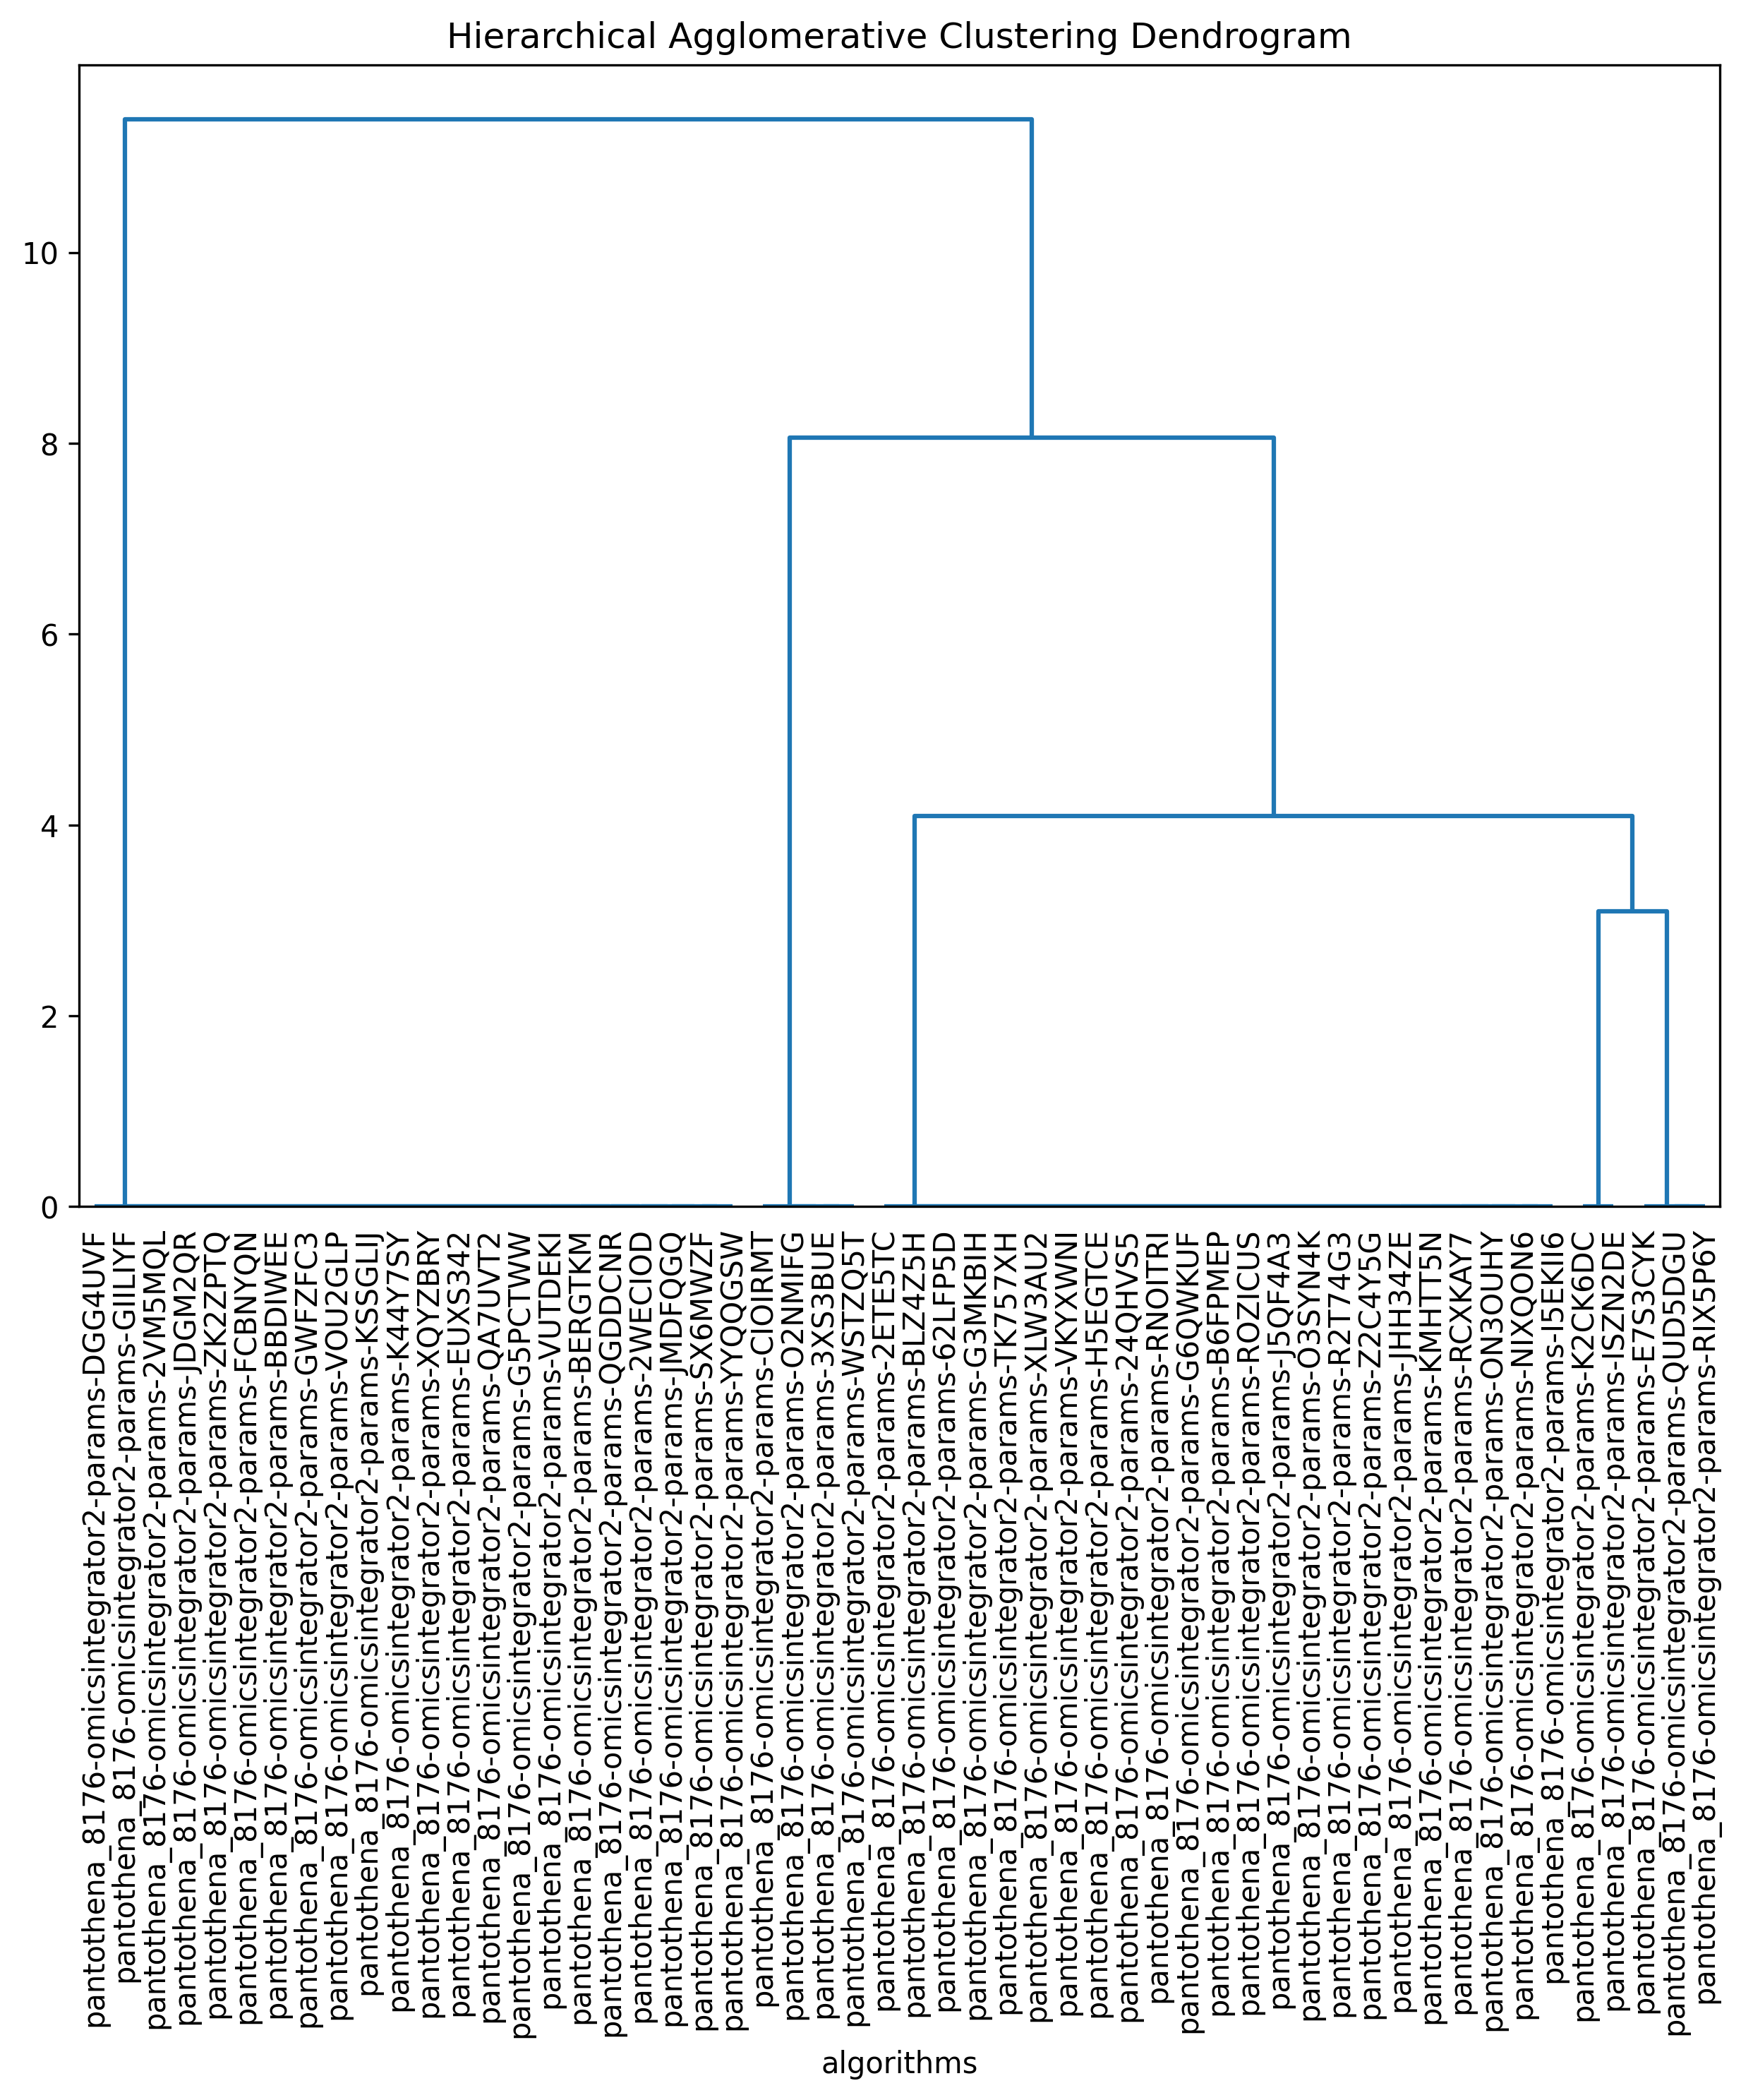 Hierarchical Agglomerative Clustering Dendrogram
10
8
6
4
2
0
pantothena_8176-omicsintegrator2-params-DGG4UVF
pantothena_8176-omicsintegrator2-params-GIILIYF
pantothena_8176-omicsintegrator2-params-2VM5MQL
pantothena_8176-omicsintegrator2-params-JDGM2QR
pantothena_8176-omicsintegrator2-params-ZK2ZPTQ
pantothena_8176-omicsintegrator2-params-FCBNYQN
pantothena_8176-omicsintegrator2-params-BBDIWEE
pantothena_8176-omicsintegrator2-params-GWFZFC3
pantothena_8176-omicsintegrator2-params-VOU2GLP
pantothena_8176-omicsintegrator2-params-KSSGLIJ
pantothena_8176-omicsintegrator2-params-K44Y7SY
pantothena_8176-omicsintegrator2-params-XQYZBRY
pantothena_8176-omicsintegrator2-params-EUXS342
pantothena_8176-omicsintegrator2-params-QA7UVT2
pantothena_8176-omicsintegrator2-params-G5PCTWW
pantothena_8176-omicsintegrator2-params-VUTDEKI
pantothena_8176-omicsintegrator2-params-BERGTKM
pantothena_8176-omicsintegrator2-params-QGDDCNR
pantothena_8176-omicsintegrator2-params-2WECIOD
pantothena_8176-omicsintegrator2-params-JMDFQGQ
pantothena_8176-omicsintegrator2-params-SX6MWZF
pantothena_8176-omicsintegrator2-params-YYQQGSW
pantothena_8176-omicsintegrator2-params-CIOIRMT
pantothena_8176-omicsintegrator2-params-O2NMIFG
pantothena_8176-omicsintegrator2-params-3XS3BUE
pantothena_8176-omicsintegrator2-params-WSTZQ5T
pantothena_8176-omicsintegrator2-params-2ETE5TC
pantothena_8176-omicsintegrator2-params-BLZ4Z5H
pantothena_8176-omicsintegrator2-params-62LFP5D
pantothena_8176-omicsintegrator2-params-G3MKBIH
pantothena_8176-omicsintegrator2-params-TK757XH
pantothena_8176-omicsintegrator2-params-XLW3AU2
pantothena_8176-omicsintegrator2-params-VKYXWNI
pantothena_8176-omicsintegrator2-params-H5EGTCE
pantothena_8176-omicsintegrator2-params-24QHVS5
pantothena_8176-omicsintegrator2-params-RNOITRI
pantothena_8176-omicsintegrator2-params-G6QWKUF
pantothena_8176-omicsintegrator2-params-B6FPMEP
pantothena_8176-omicsintegrator2-params-ROZICUS
pantothena_8176-omicsintegrator2-params-J5QF4A3
pantothena_8176-omicsintegrator2-params-O3SYN4K
pantothena_8176-omicsintegrator2-params-R2T74G3
pantothena_8176-omicsintegrator2-params-Z2C4Y5G
pantothena_8176-omicsintegrator2-params-JHH34ZE
pantothena_8176-omicsintegrator2-params-KMHTT5N
pantothena_8176-omicsintegrator2-params-RCXKAY7
pantothena_8176-omicsintegrator2-params-ON3OUHY
pantothena_8176-omicsintegrator2-params-NIXQON6
pantothena_8176-omicsintegrator2-params-I5EKII6
pantothena_8176-omicsintegrator2-params-K2CK6DC
pantothena_8176-omicsintegrator2-params-ISZN2DE
pantothena_8176-omicsintegrator2-params-E7S3CYK
pantothena_8176-omicsintegrator2-params-QUD5DGU
pantothena_8176-omicsintegrator2-params-RIX5P6Y
algorithms